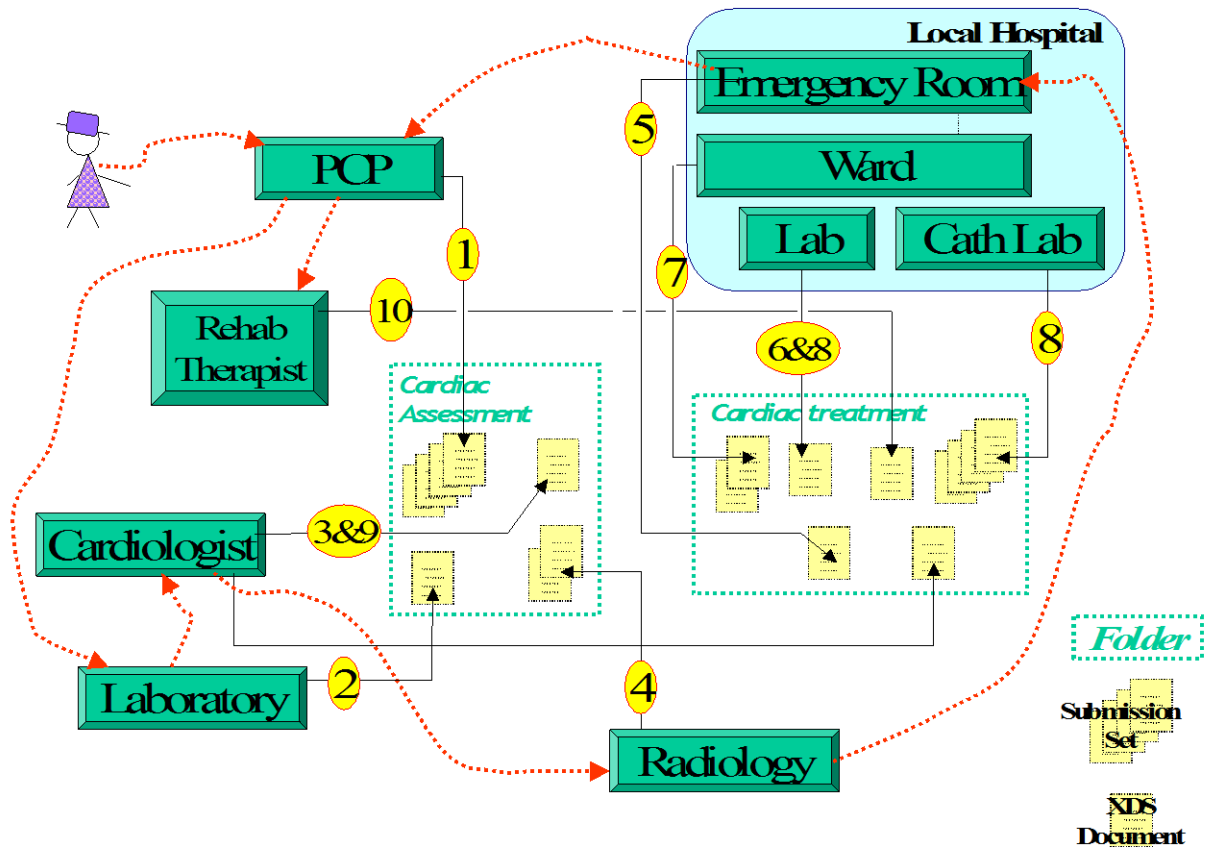 Local Hospital
Emergency Room
5
PCP
Ward
1
Lab
Cath Lab
7
10
Rehab
Therapist
6&8
8
Cardiac
Assessment
Cardiac treatment
3&9
Cardiologist
Folder
Laboratory
2
4
Submission
Set
Radiology
XDS
Document